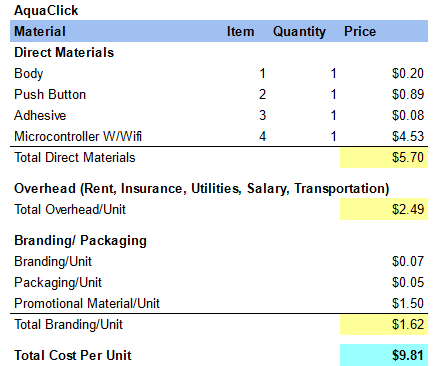 AquaClick
Material Item Quantity Price
Direct Materials
Body 1 1 $0.20
Push Button 2 1 $0.89
Adhesive 3 1 $0.08
Microcontroller W/Wifi 4 1 $4.53
Total Direct Materials $5.70
Overhead (Rent, Insurance, Utilities, Salary, Transportation)
Total Overhead/Unit $2.49
Branding/ Packaging
Branding/Unit $0.07
Packaging/Unit $0.05
Promotional Material/Unit $1.50
Total Branding/Unit $1.62
Total Cost Per Unit $9.81